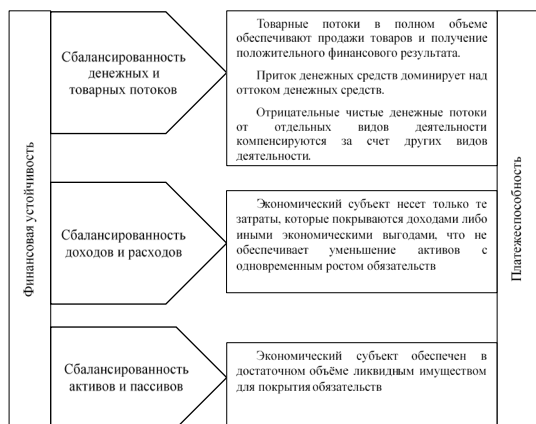 Финансовая устойчивость
Сбалансированность
денежных и
товарных потоков
Товарные потоки в полном объеме
обеспечивают продажи товаров и получение
положительного финансового результата.
Приток денежных средств доминирует над
оттоком денежных средств.
Отрицательные чистые денежные потоки
от отдельных видов деятельности
компенсируются за счет других видов
деятельности.
Сбалансированность
доходов и расходов
Экономический субъект несет только те
затраты, которые покрываются доходами либо
иными экономическими выгодами, что не
обеспечивает уменьшение активов с
одновременным ростом обязательств
Сбалансированность
активов и пассивов
Экономический субъект обеспечен в
достаточном объёме ликвидным имуществом
для покрытия обязательств
Платежеспособность